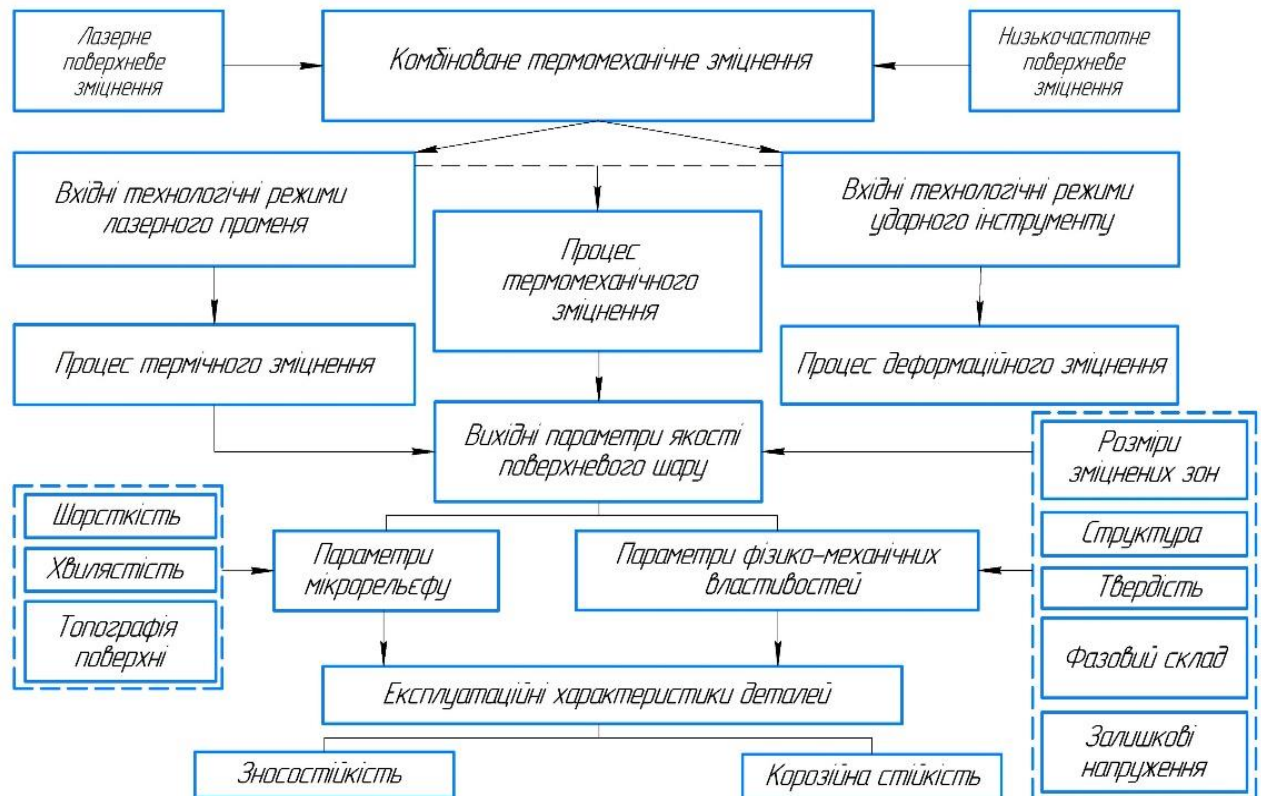 Лазерне
поверхневе
зміцнення
Комбіноване термомеханічне зміцнення
Низькочастотне
поверхневе
зміцнення
Вхідні технологічні режими
лазерного променя
Процес
термомеханічного
зміцнення
Вхідні технологічні режими
ударного інструменту
Процес термічного зміцнення
Процес деформаційного зміцнення
Вихідні параметри якості
поверхневого шару
Шорсткість
Хвилястість
Топографія
поверхні
Параметри
мікрорельєфу
Параметри фізико-механічних
властивостей
Розміри
зміцнених зон
Структура
Твердість
Фазовий склад
Залишкові
напруження
Експлуатаційні характеристики деталей
Зносостійкість
Корозійна стійкість